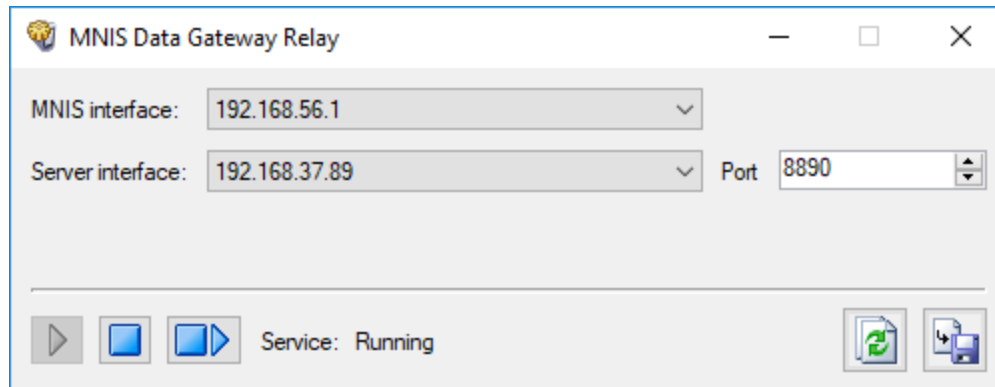 MNIS Data Gateway Relay
MNIS interface: 192.168.56.1
Server interface: 192.168.37.89 Port 8890
Service: Running